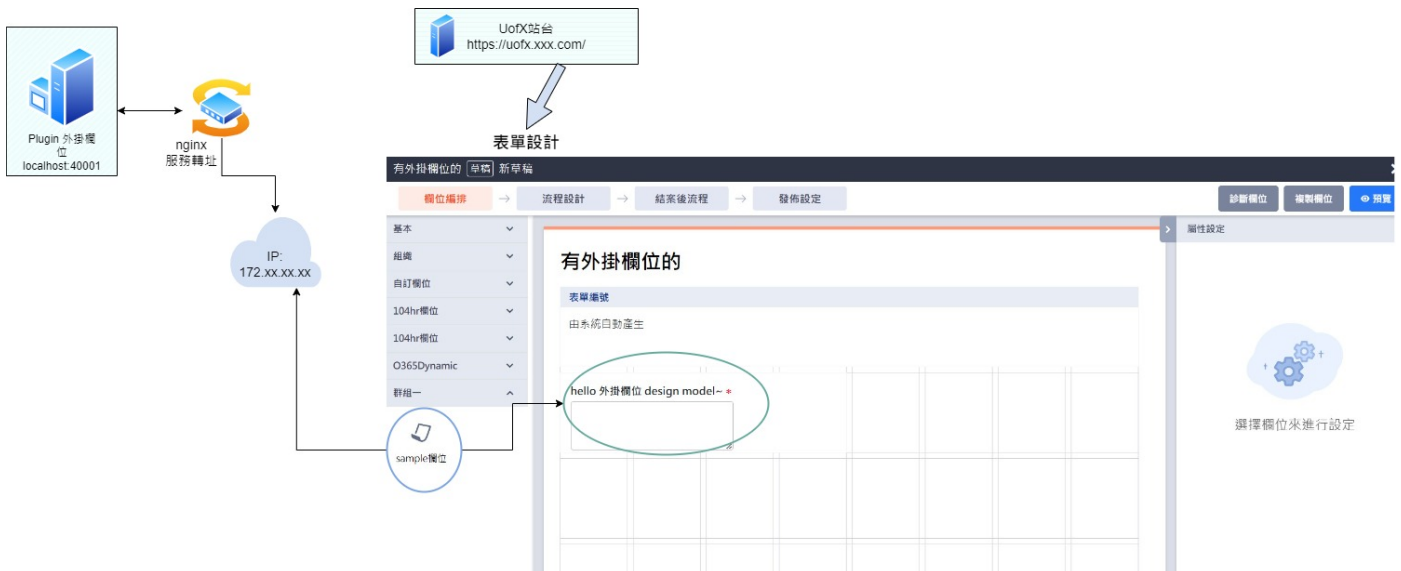 UofX站台
https://uofx.xxx.com/
Plugin 外掛欄
位
localhost:40001
nginx
服務轉址
IP:
172.xx.xx.xx
表單設計
有外掛欄位的 草稿 新草稿
欄位編排 → 流程設計 → 結案後流程 → 發佈設定
診斷欄位 複製欄位 預覽
基本
組織
自訂欄位
104hr欄位
104hr欄位
O365Dynamic
群組一
sample欄位
有外掛欄位的
表單編號
由系統自動產生
hello 外掛欄位 design model~ *
屬性設定
選擇欄位來進行設定